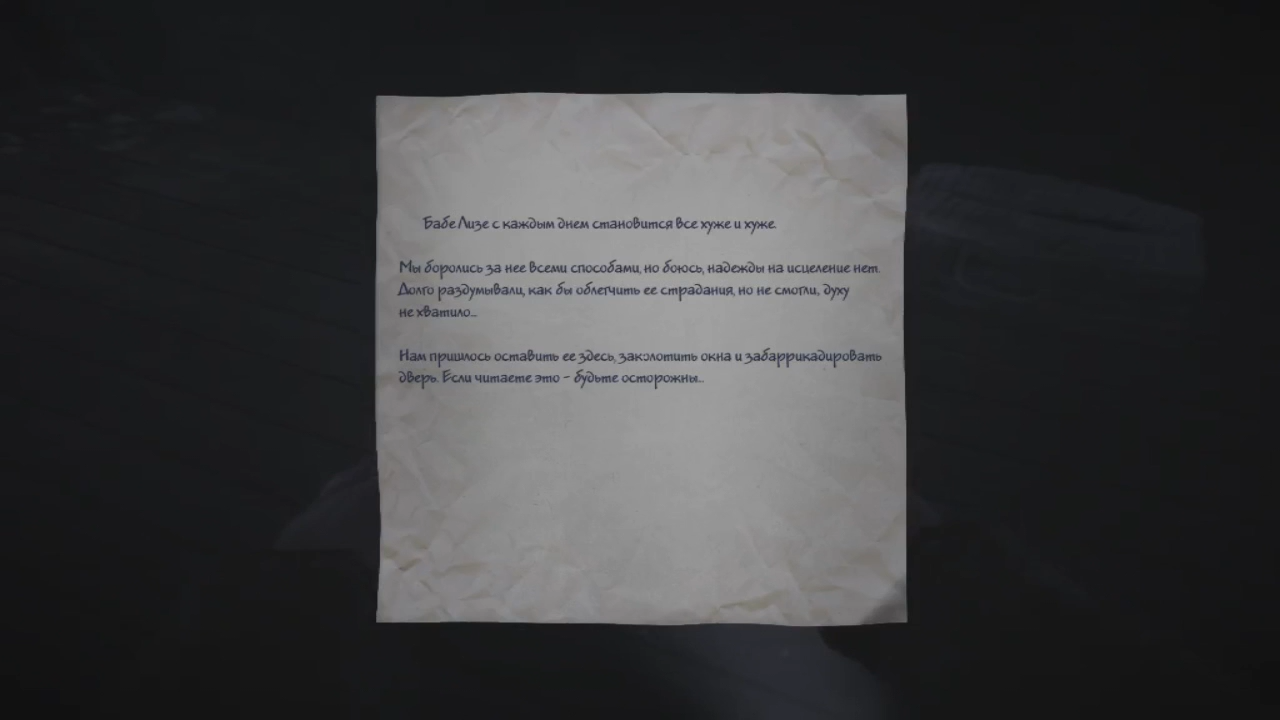 Бабе Лизе с каждым днем становится все хуже и хуже.
Мы боролись за нее всеми способами, но боюсь, надежды на исцеление нет.
Долго раздумывали, как бы облегчить ее страдания, но не смогли, духу
не хватило...
Нам пришлось оставить ее здесь, заколотить окна и забаррикадировать
дверь. Если читаете это - будьте осторожны...